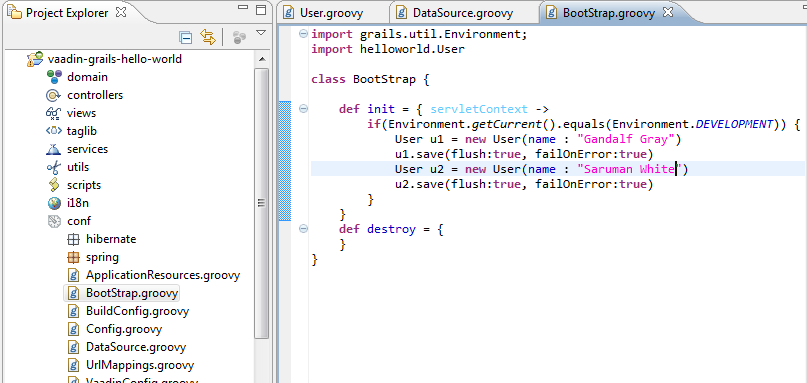 Project Explorer
vaadin-grails-hello-world
domain
controllers
views
taglib
services
utils
scripts
i18n
conf
hibernate
spring
ApplicationResources.groovy
BootStrap.groovy
BuildConfig.groovy
Config.groovy
DataSource.groovy
UrlMappings.groovy
VaadinConfig.groovy
User.groovy
DataSource.groovy
BootStrap.groovy
import grails.util.Environment;
import helloworld.User
class BootStrap {
def init = { servletContext ->
if(Environment.getCurrent().equals(Environment.DEVELOPMENT)) {
User u1 = new User(name : "Gandalf Gray")
u1.save(flush:true, failOnError:true)
User u2 = new User(name : "Saruman White")
u2.save(flush:true, failOnError:true)
}
}
def destroy = {
}
}